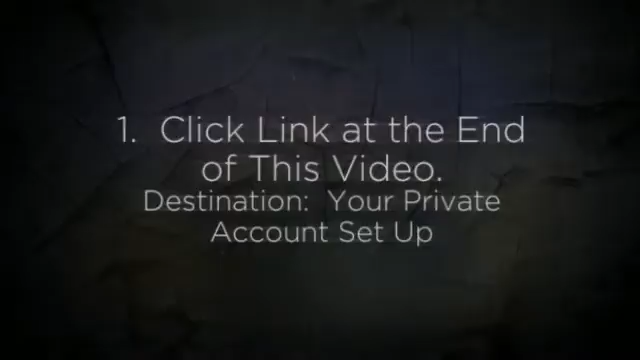 1. Click Link at the End
of This Video.
Destination: Your Private
Account Set Up